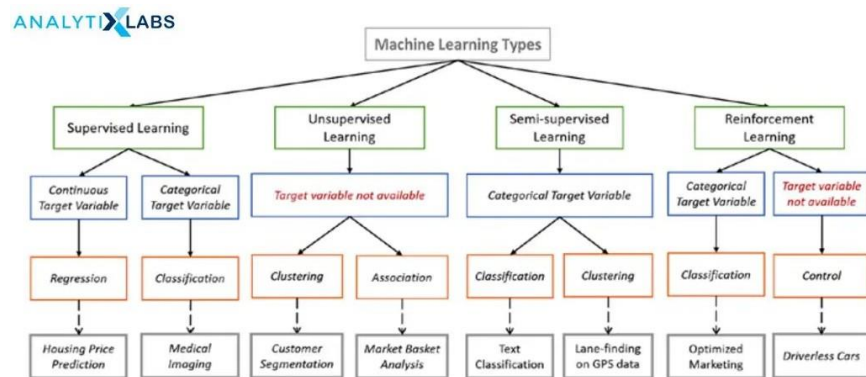 ANALYTIXLABS
Machine Learning Types
Supervised Learning
Unsupervised
Learning
Semi-supervised
Learning
Reinforcement
Learning
Continuous
Target Variable
Categorical
Target Variable
Target variable not available
Categorical Target Variable
Categorical
Target Variable
Target variable
not available
Regression
Classification
Clustering
Association
Classification
Clustering
Classification
Control
Housing Price
Prediction
Medical
Imaging
Customer
Segmentation
Market Basket
Analysis
Text
Classification
Lane-finding
on GPS data
Optimized
Marketing
Driverless Cars